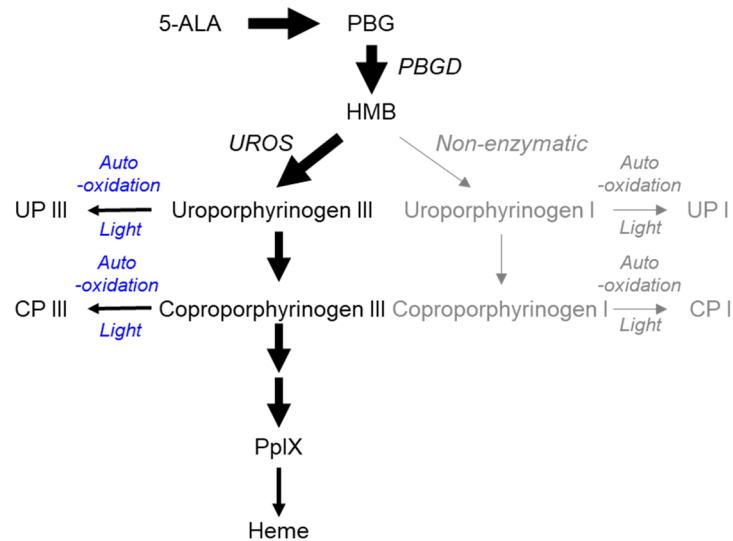 5-ALA PBG
PBGD
HMB
UROS Non-enzymatic
Auto
-oxidation
Auto
-oxidation
UP III Uroporphyrinogen III Uroporphyrinogen I UP I
Light
Light
Auto
-oxidation
Auto
-oxidation
CP III Coproporphyrinogen III Coproporphyrinogen I CP I
Light
Light
PpIX
Heme